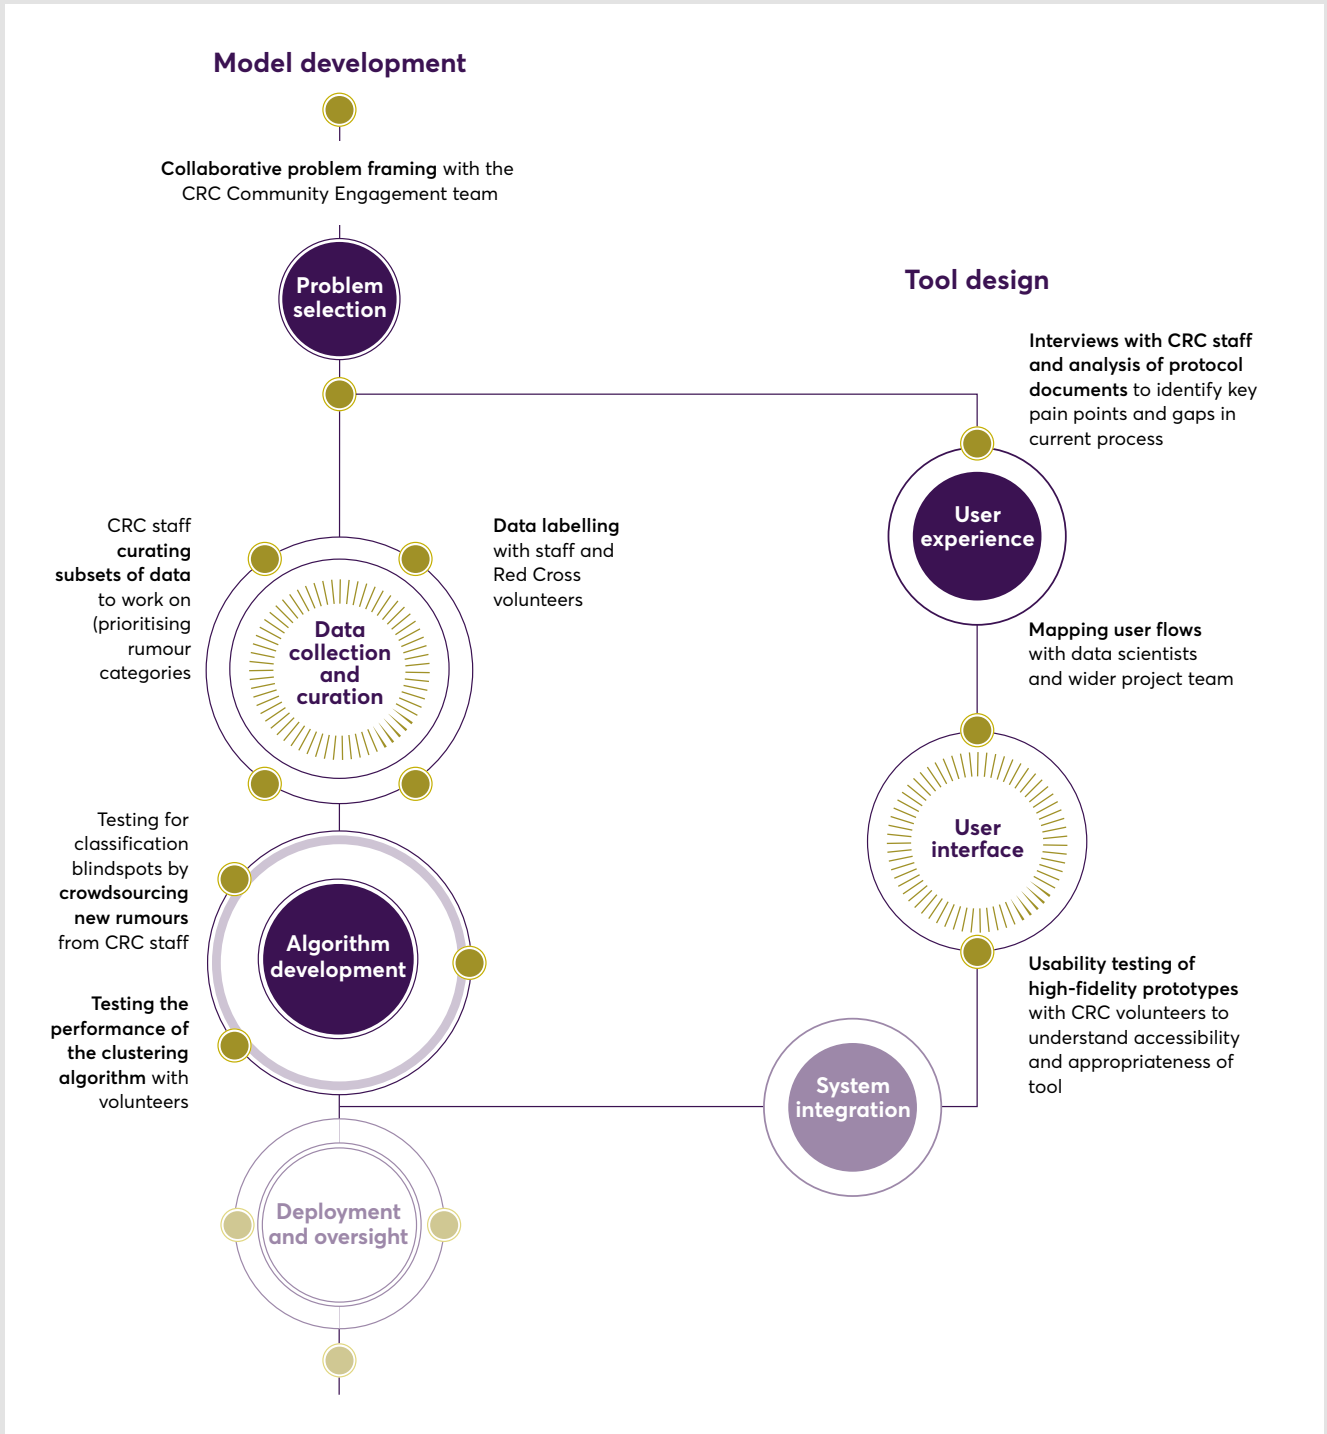 Model development
Collaborative problem framing with the
CRC Community Engagement team
Problem
selection
Tool design
Interviews with CRC staff
and analysis of protocol
documents to identify key
pain points and gaps in
current process
User
experience
CRC staff
curating
subsets of data
to work on
(prioritising
rumour
categories
Data labelling
with staff and
Red Cross
volunteers
Data
collection
and
curation
Mapping user flows
with data scientists
and wider project team
User
interface
Testing for
classification
blindspots by
crowdsourcing
new rumours
from CRC staff
Algorithm
development
Testing the
performance of
the clustering
algorithm with
volunteers
Usability testing of
high-fidelity prototypes
with CRC volunteers to
understand accessibility
and appropriateness of
tool
System
integration
Deployment
and oversight